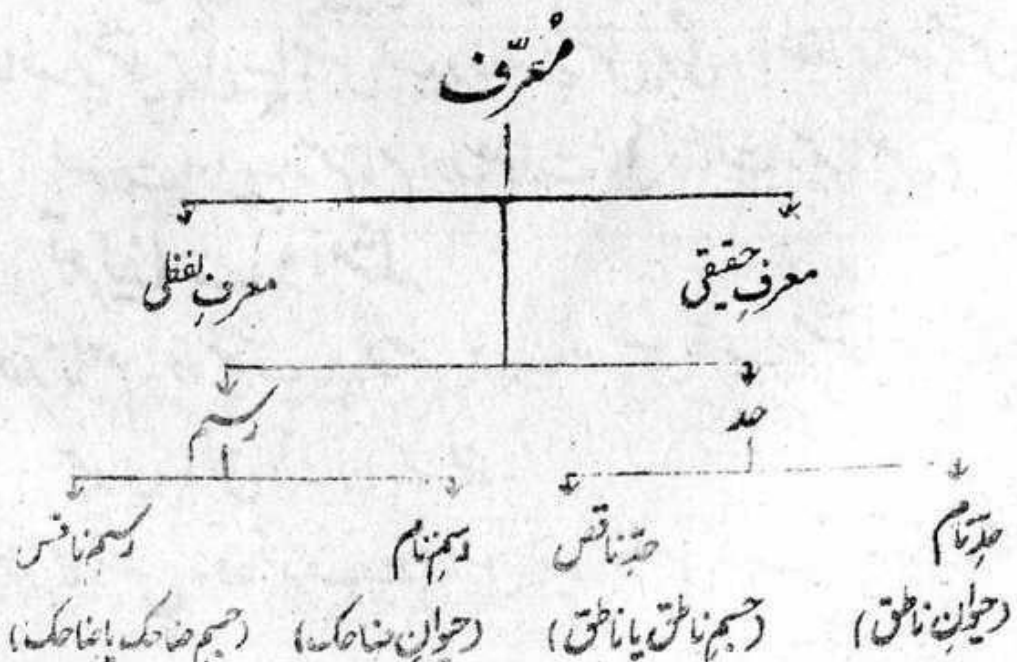 مُعَرِّف
معرفِ حقیقی معرفِ لفظی
حد رسم
حدِّ تام حدِّ ناقص رسمِ تام رسمِ ناقص
(حیوانِ ناطق) (جسمِ ناطق یا ناطق) (حیوانِ ضاحک) (جسمِ ضاحک یا ضاحک)